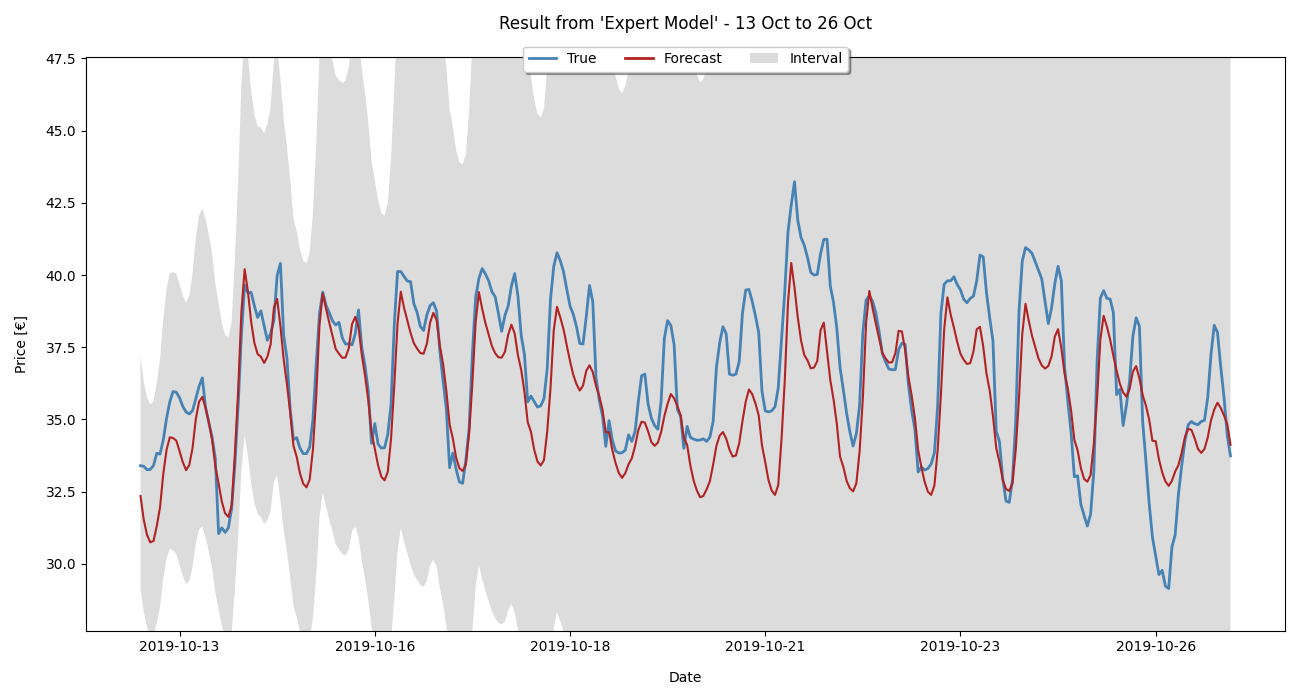 Result from 'Expert Model' - 13 Oct to 26 Oct
True Forecast Interval
47.5
45.0
42.5
40.0
37.5
35.0
32.5
30.0
Price [€]
2019-10-13 2019-10-16 2019-10-18 2019-10-21 2019-10-23 2019-10-26
Date